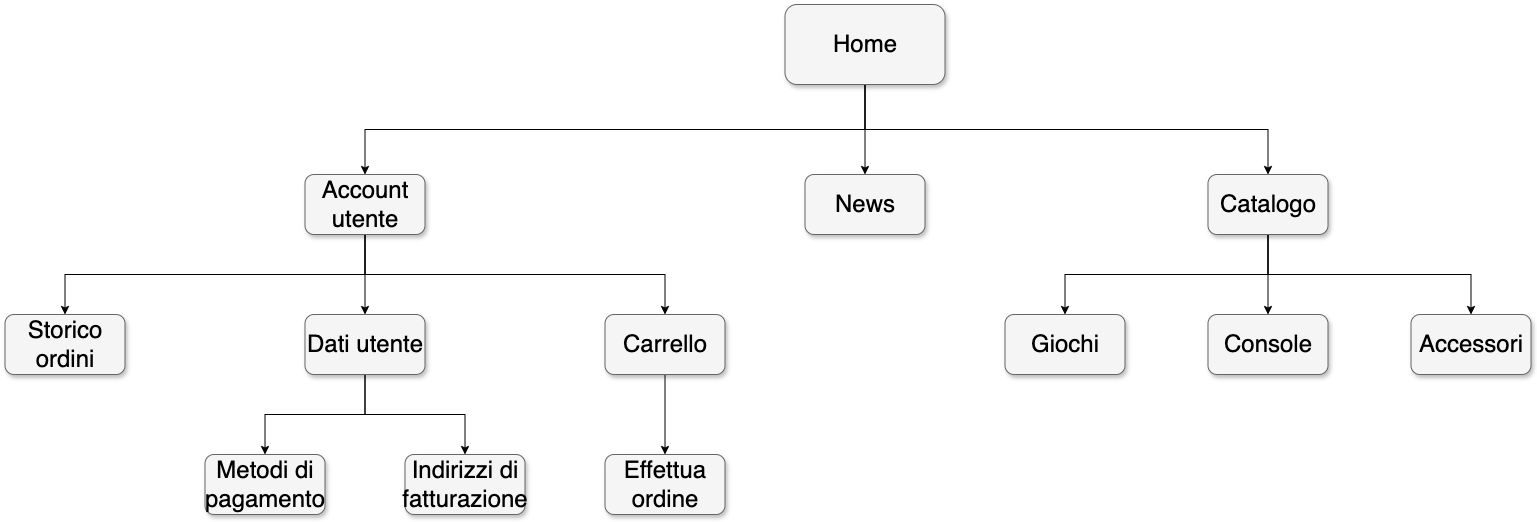 Home
Account
utente
News
Catalogo
Storico
ordini
Dati utente
Carrello
Giochi
Console
Accessori
Metodi di
pagamento
Indirizzi di
fatturazione
Effettua
ordine